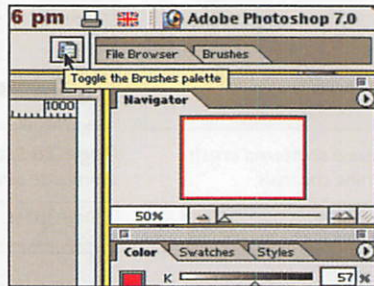 6 pm Adobe Photoshop 7.0
File Browser Brushes
Toggle the Brushes palette
1000
Navigator
50%
Color Swatches Styles
K 57 %